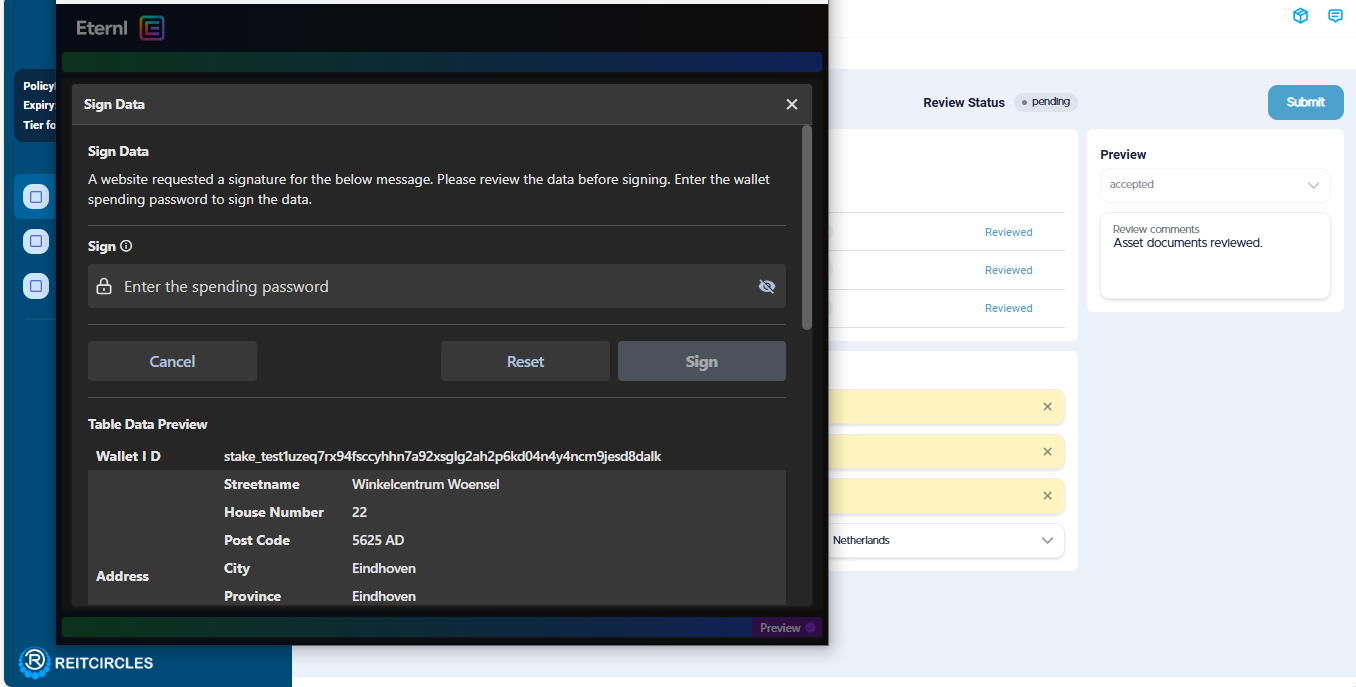 Eternl
Policy
Expiry:
Tier fo
Sign Data
Sign Data
A website requested a signature for the below message. Please review the data before signing. Enter the wallet
spending password to sign the data.
Sign
Enter the spending password
Cancel
Reset
Sign
Table Data Preview
Wallet I D
stake_test1uzeq7rx94fsccyhhn7a92xsglg2ah2p6kd04n4y4ncm9jesd8dalk
Address
Streetname
Winkelcentrum Woensel
House Number
22
Post Code
5625 AD
City
Eindhoven
Province
Eindhoven
Preview
REITCIRCLES
Review Status
pending
Submit
Reviewed
Reviewed
Reviewed
Netherlands
Preview
accepted
Review comments
Asset documents reviewed.